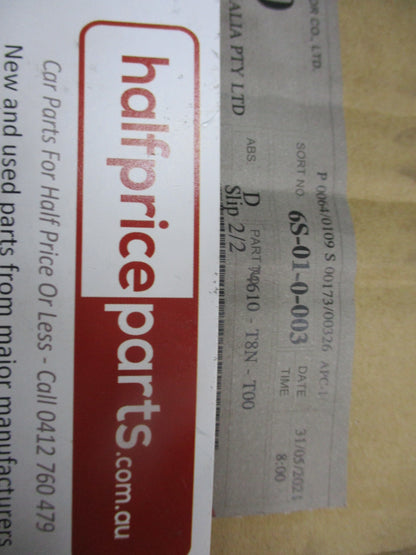 OR CO., LTD.
ALIA PTY LTD
P 0064/0109 S 00173/00326 APC-1
SORT NO. 6S-01-0-003
DATE 31/05/2021
TIME 8:00
ABS. D
PART 610 - T8N - T00
Slip 2/2
halfpriceparts.com.au
Car Parts For Half Price Or Less - Call 0412 760 479
New and used parts from major manufacturers